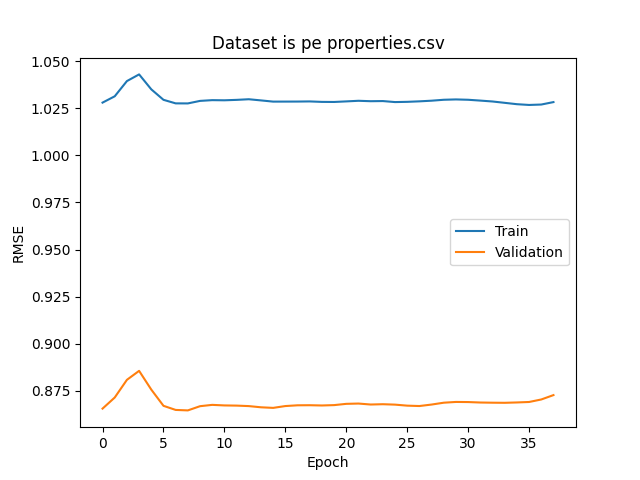 Dataset is pe properties.csv
1.050
1.025
1.000
0.975
0.950
0.925
0.900
0.875
RMSE
Train
Validation
0 5 10 15 20 25 30 35
Epoch